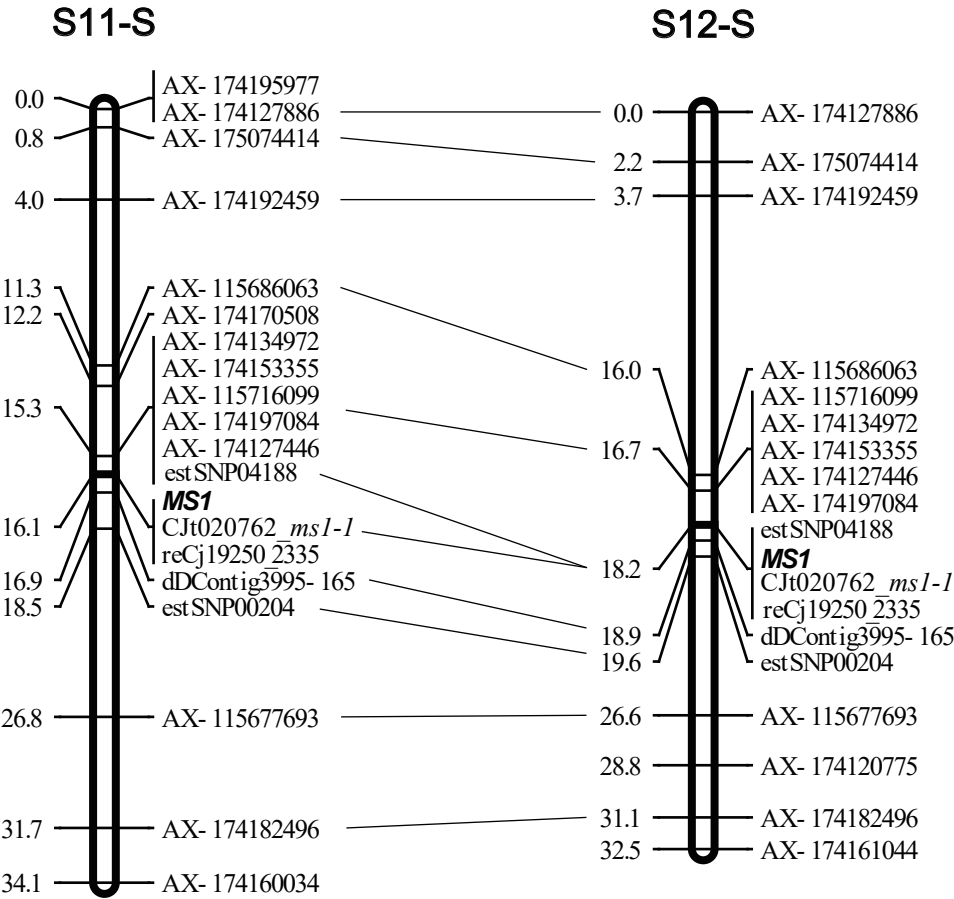 S11-S
0.0 AX-174195977
AX-174127886
0.8 AX-175074414
4.0 AX-174192459
11.3 AX-115686063
12.2 AX-174170508
AX-174134972
AX-174153355
15.3 AX-115716099
AX-174197084
AX-174127446
estSNP04188
MS1
16.1 CJt020762_ms1-1
reCj19250_2335
16.9 dDContig3995-165
18.5 estSNP00204
26.8 AX-115677693
31.7 AX-174182496
34.1 AX-174160034
S12-S
0.0 AX-174127886
2.2 AX-175074414
3.7 AX-174192459
16.0 AX-115686063
AX-115716099
AX-174134972
16.7 AX-174153355
AX-174127446
AX-174197084
estSNP04188
MS1
18.2 CJt020762_ms1-1
reCj19250_2335
18.9 dDContig3995-165
19.6 estSNP00204
26.6 AX-115677693
28.8 AX-174120775
31.1 AX-174182496
32.5 AX-174161044